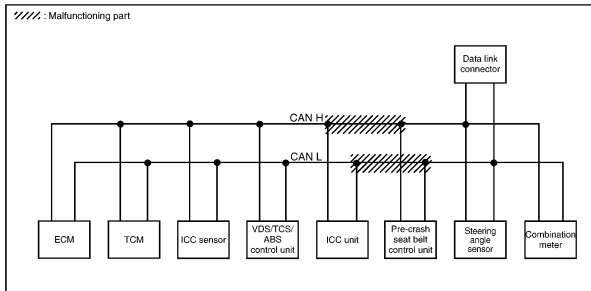 : Malfunctioning part
Data link
connector
CAN H
CAN L
ECM
TCM
ICC sensor
VDS/TCS/
ABS
control unit
ICC unit
Pre-crash
seat belt
control unit
Steering
angle
sensor
Combination
meter